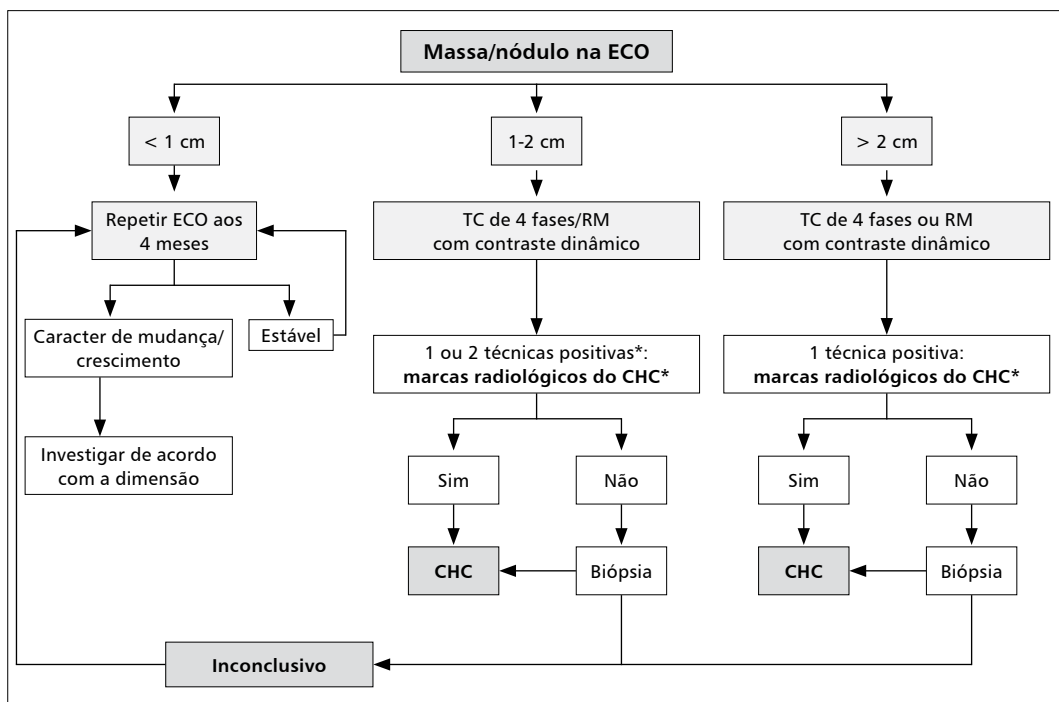 Massa/nódulo na ECO
< 1 cm
1-2 cm
> 2 cm
Repetir ECO aos
4 meses
TC de 4 fases/RM
com contraste dinâmico
TC de 4 fases ou RM
com contraste dinâmico
Caracter de mudança/
crescimento
Estável
1 ou 2 técnicas positivas*:
marcas radiológicos do CHC*
1 técnica positiva:
marcas radiológicos do CHC*
Investigar de acordo
com a dimensão
Sim
Não
Sim
Não
CHC
Biópsia
CHC
Biópsia
Inconclusivo